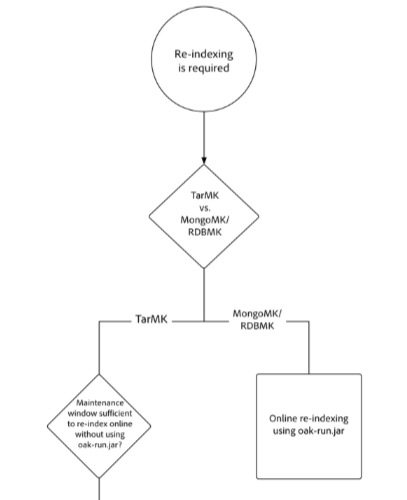 Re-indexing
is required
TarMK
vs.
MongoMK/
RDBMK
TarMK
MongoMK/
RDBMK
Maintenance
window sufficient
to re-index online
without using
oak-run.jar?
Online re-indexing
using oak-run.jar